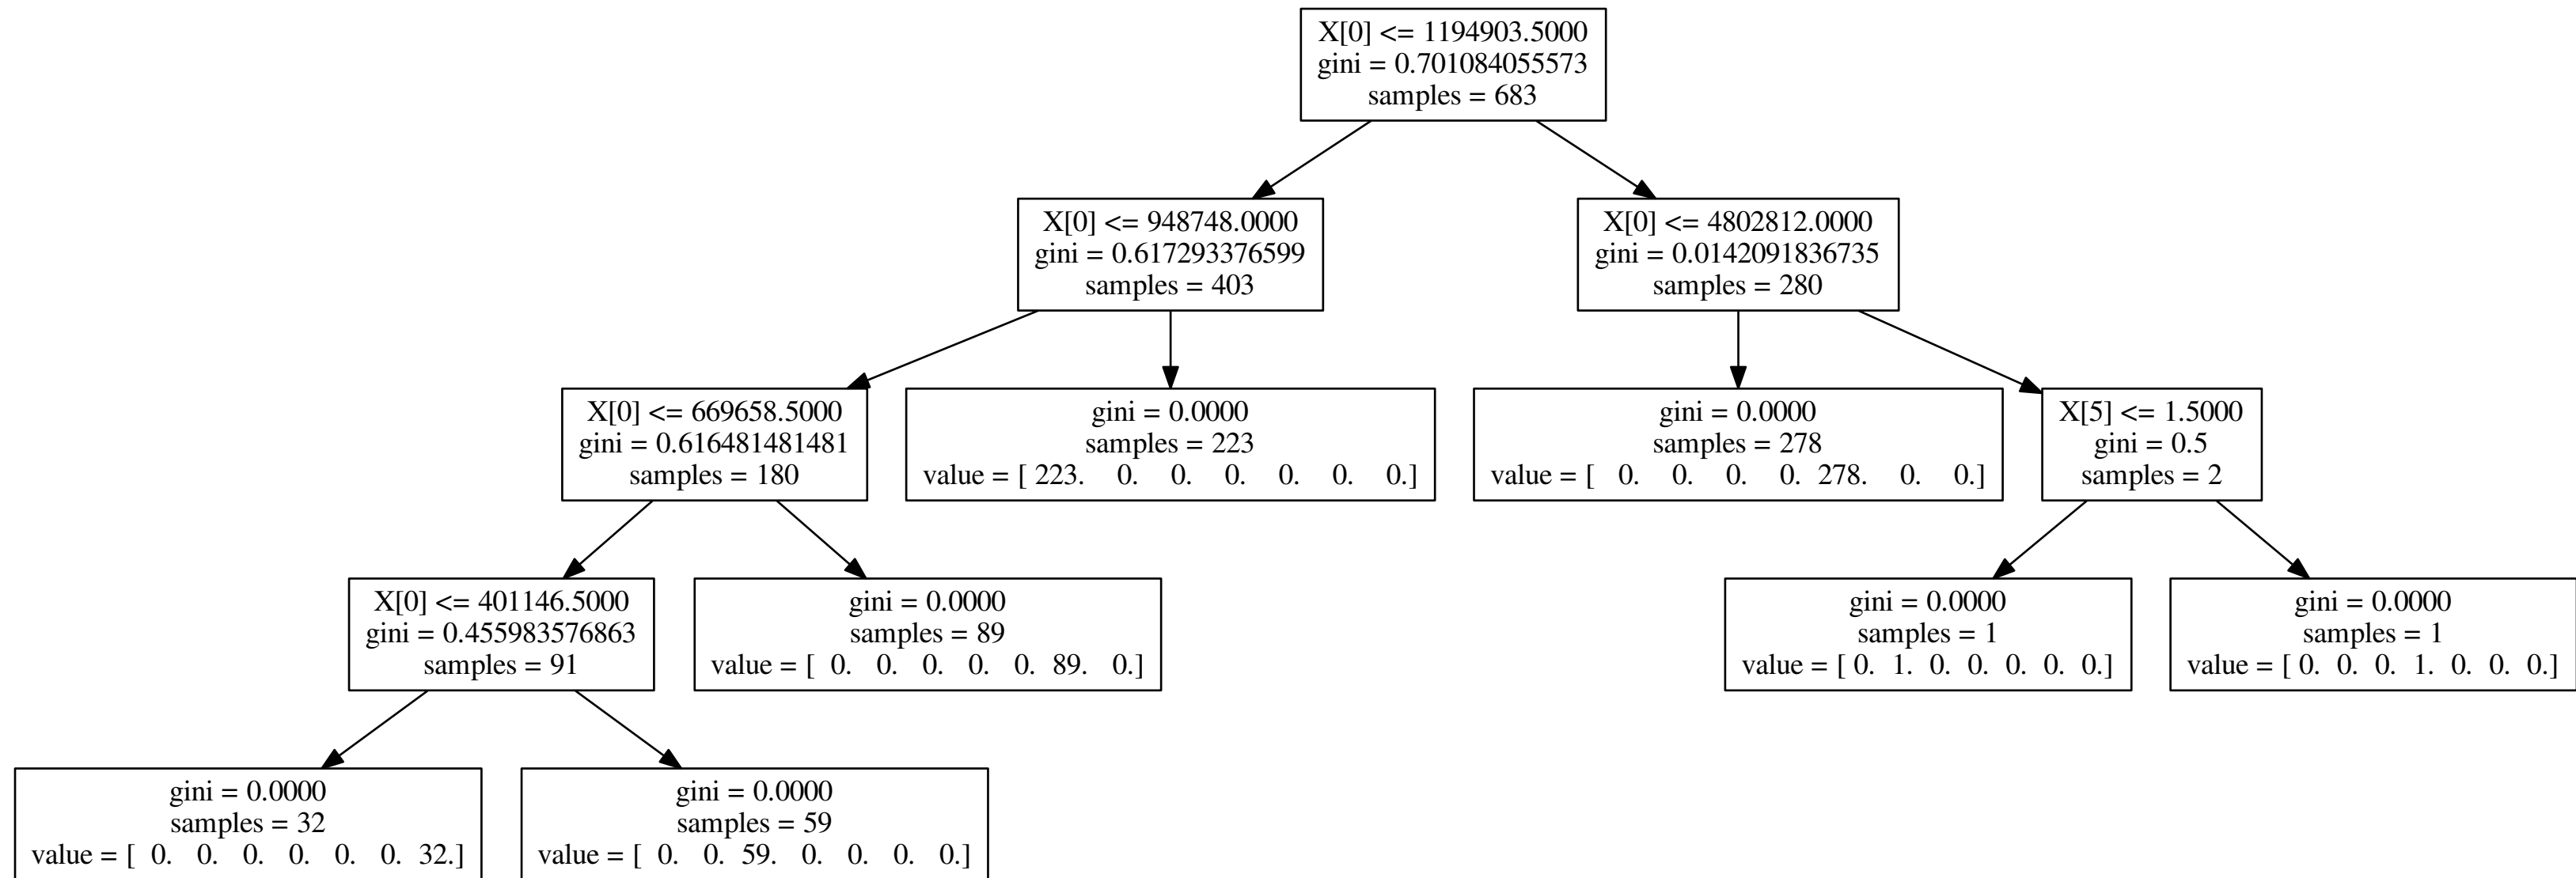 X[0] <= 1194903.5000
gini = 0.701084055573
samples = 683
X[0] <= 948748.0000
gini = 0.617293376599
samples = 403
X[0] <= 4802812.0000
gini = 0.0142091836735
samples = 280
X[0] <= 669658.5000
gini = 0.616481481481
samples = 180
gini = 0.0000
samples = 223
value = [ 223. 0. 0. 0. 0. 0. 0.]
gini = 0.0000
samples = 278
value = [ 0. 0. 0. 0. 278. 0. 0.]
X[5] <= 1.5000
gini = 0.5
samples = 2
X[0] <= 401146.5000
gini = 0.455983576863
samples = 91
gini = 0.0000
samples = 89
value = [ 0. 0. 0. 0. 0. 89. 0.]
gini = 0.0000
samples = 1
value = [ 0. 1. 0. 0. 0. 0. 0.]
gini = 0.0000
samples = 1
value = [ 0. 0. 0. 1. 0. 0. 0.]
gini = 0.0000
samples = 32
value = [ 0. 0. 0. 0. 0. 0. 32.]
gini = 0.0000
samples = 59
value = [ 0. 0. 59. 0. 0. 0. 0.]